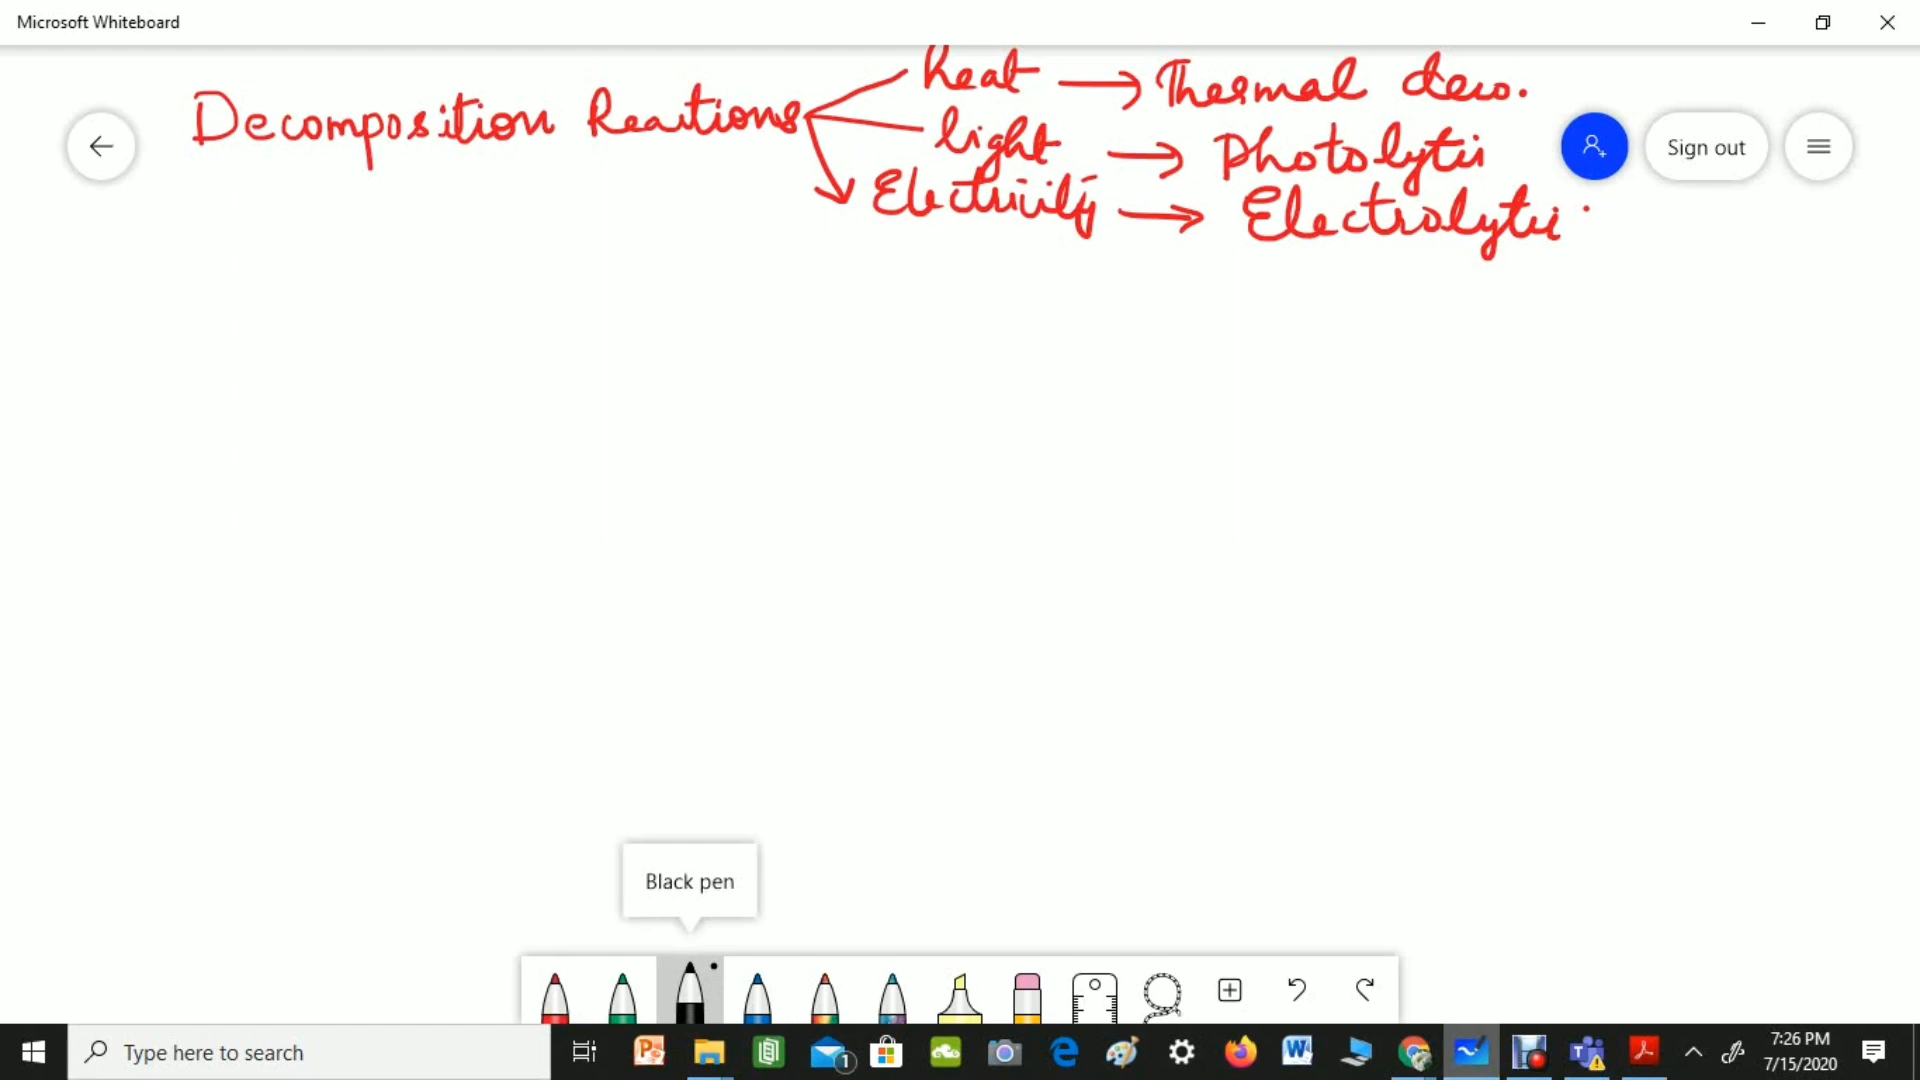 Microsoft Whiteboard
heat → Thermal deco.
Decomposition Reactions
light → Photolytic
Sign out
Electricity → Electrolytic
Black pen
Type here to search
1
7:26 PM
7/15/2020